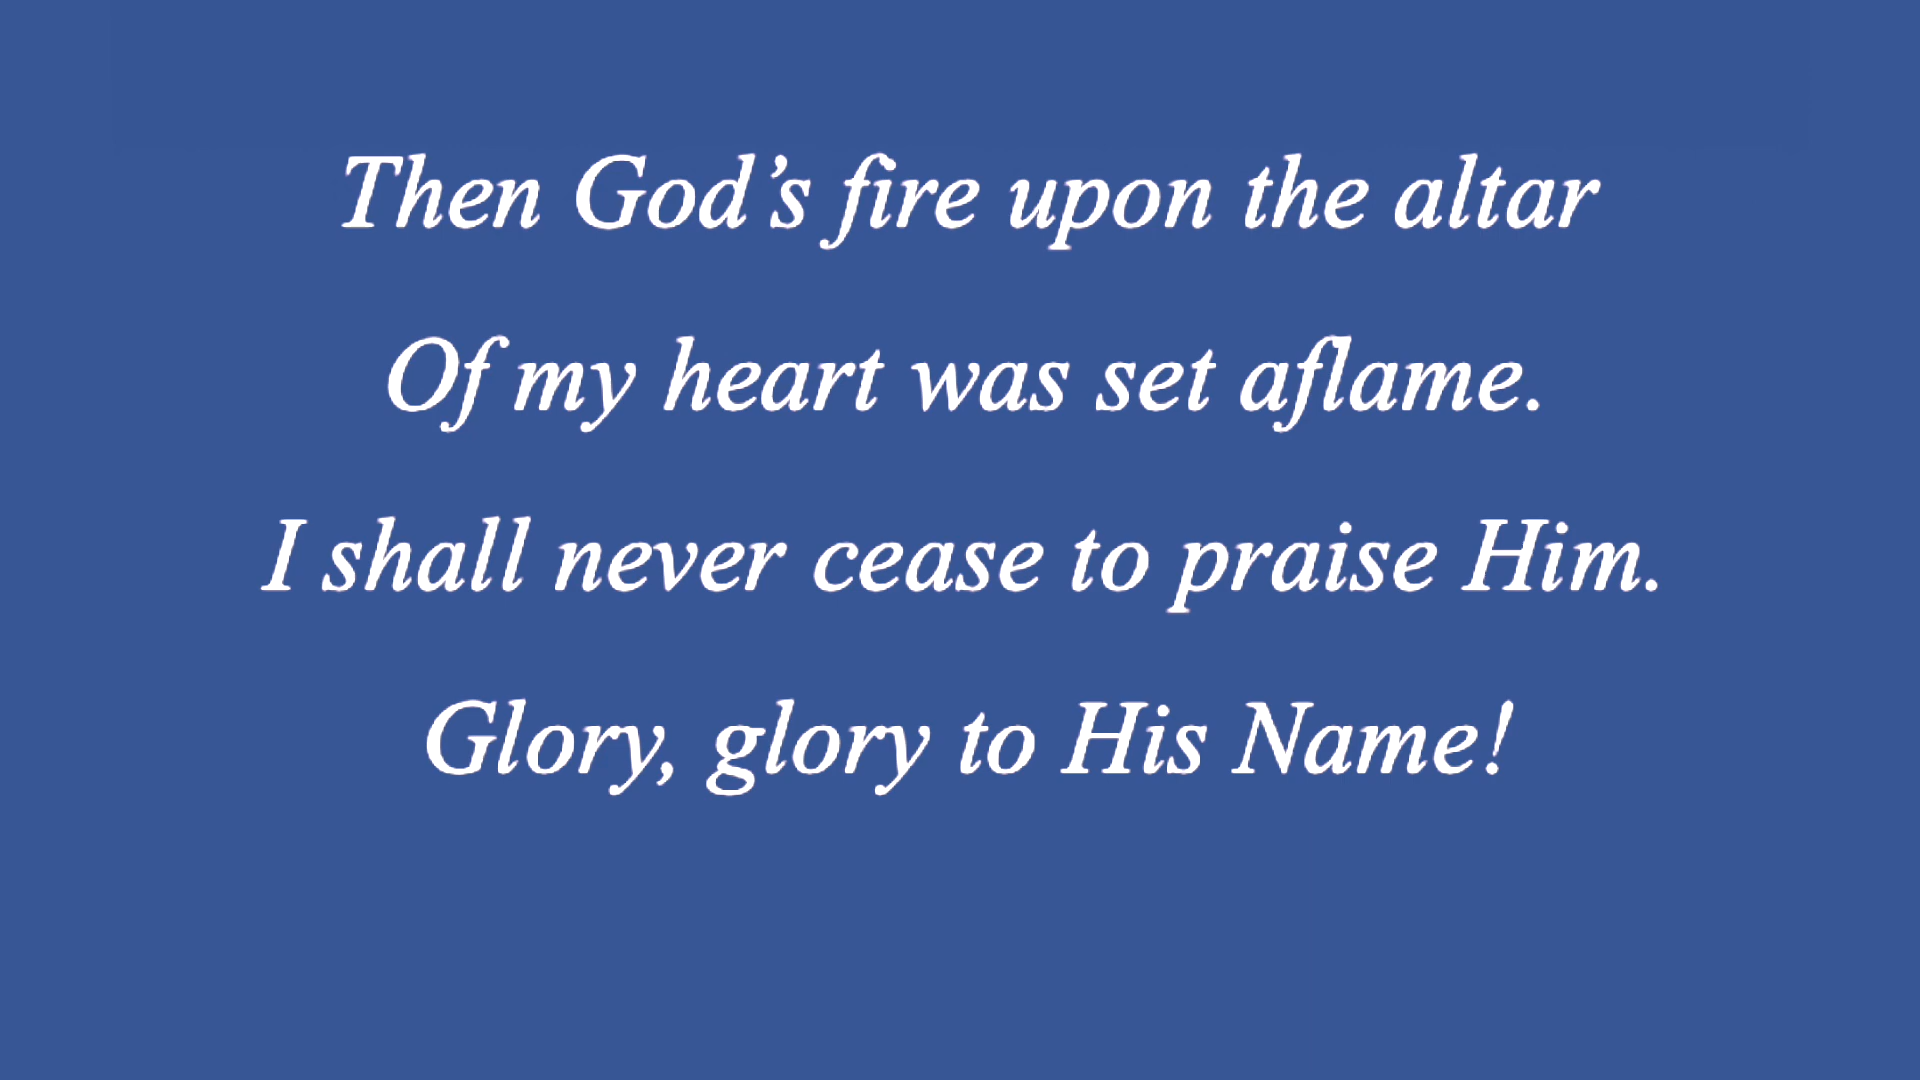 Then God’s fire upon the altar
Of my heart was set aflame.
I shall never cease to praise Him.
Glory, glory to His Name!